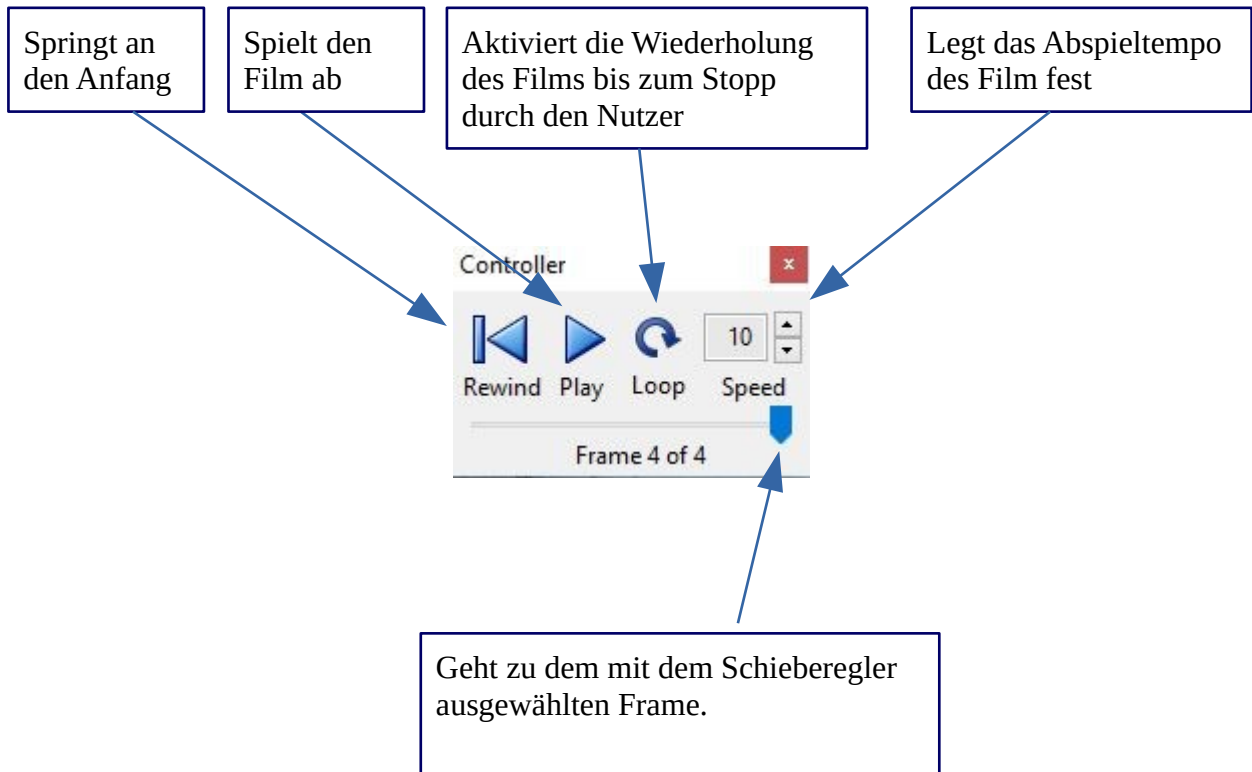 Springt an
den Anfang
Spielt den
Film ab
Aktiviert die Wiederholung
des Films bis zum Stopp
durch den Nutzer
Legt das Abspieltempo
des Film fest
Controller
x
10
Rewind Play Loop Speed
Frame 4 of 4
Geht zu dem mit dem Schieberegler
ausgewählten Frame.